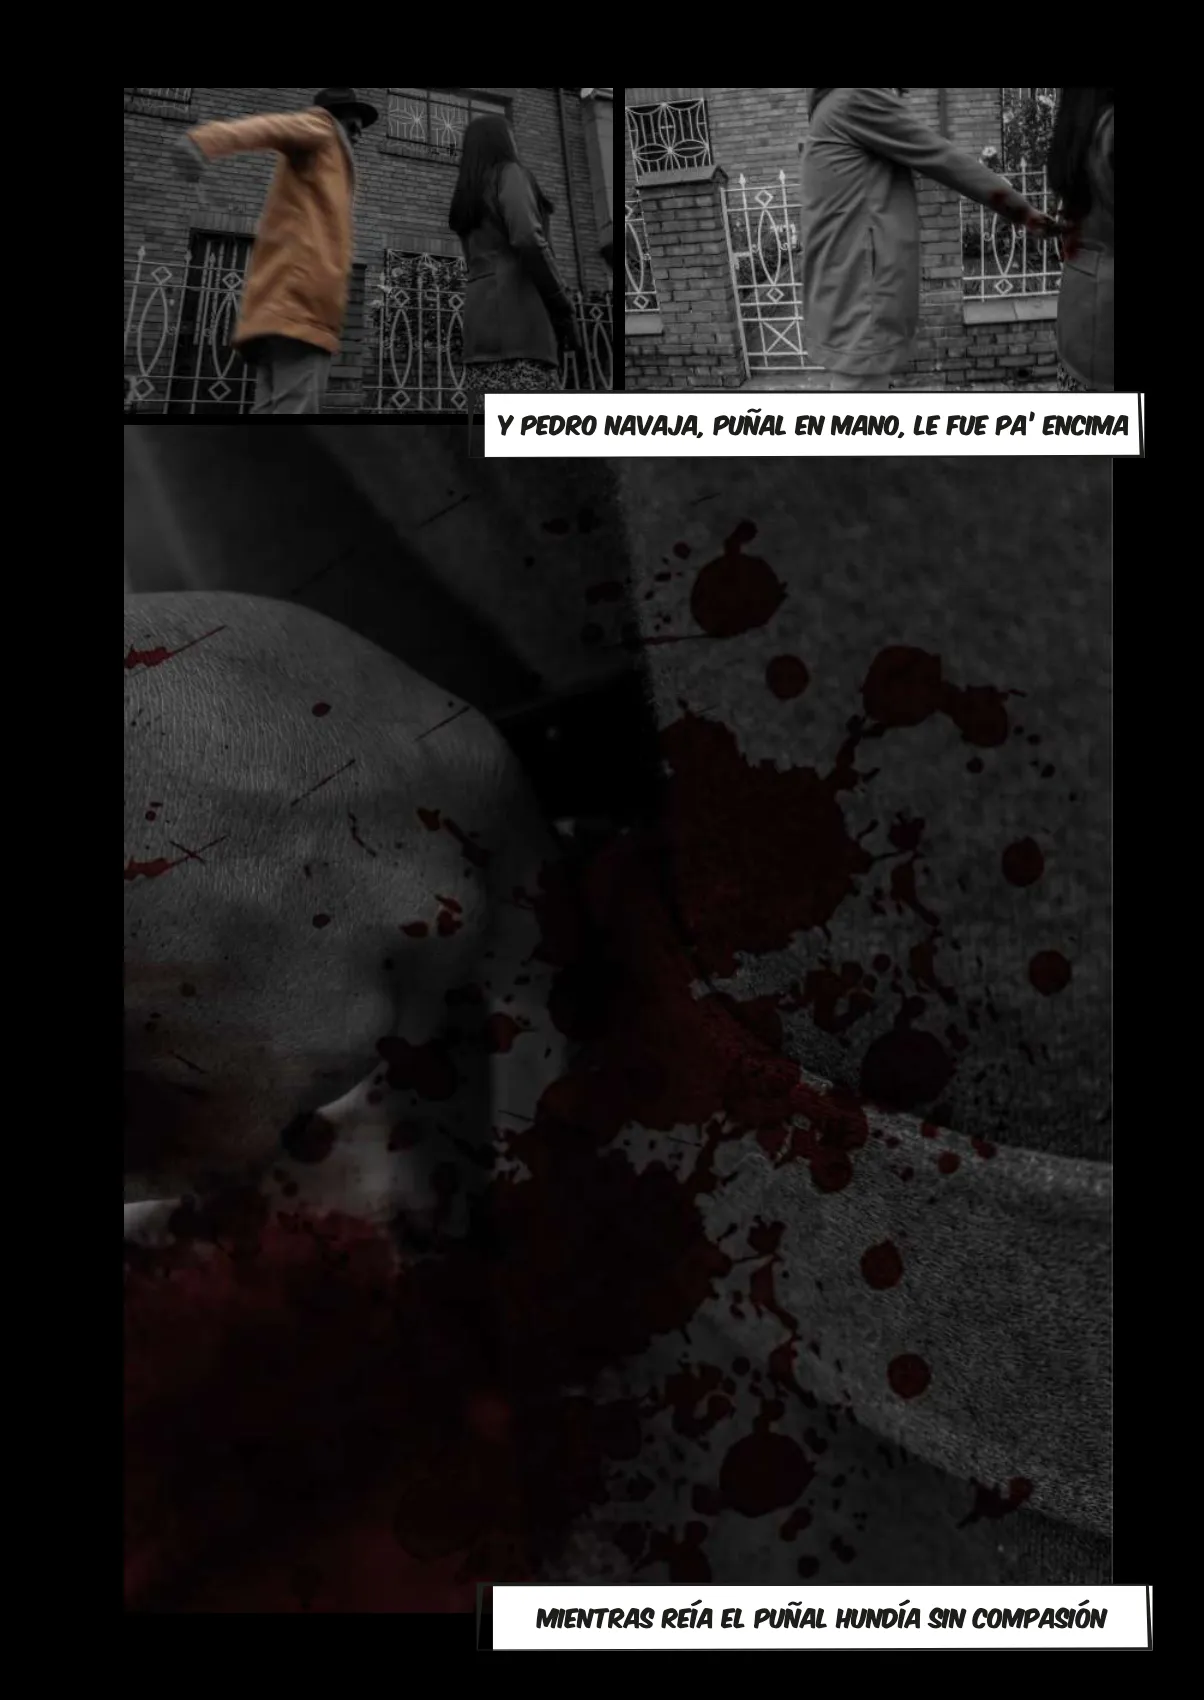 Y PEDRO NAVAJA, PUÑAL EN MANO, LE FUE PA' ENCIMA
MIENTRAS REÍA EL PUÑAL HUNDÍA SIN COMPASIÓN